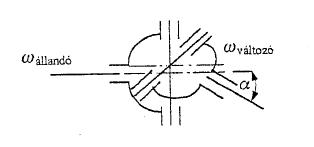 ωállandó
ωváltozó
α